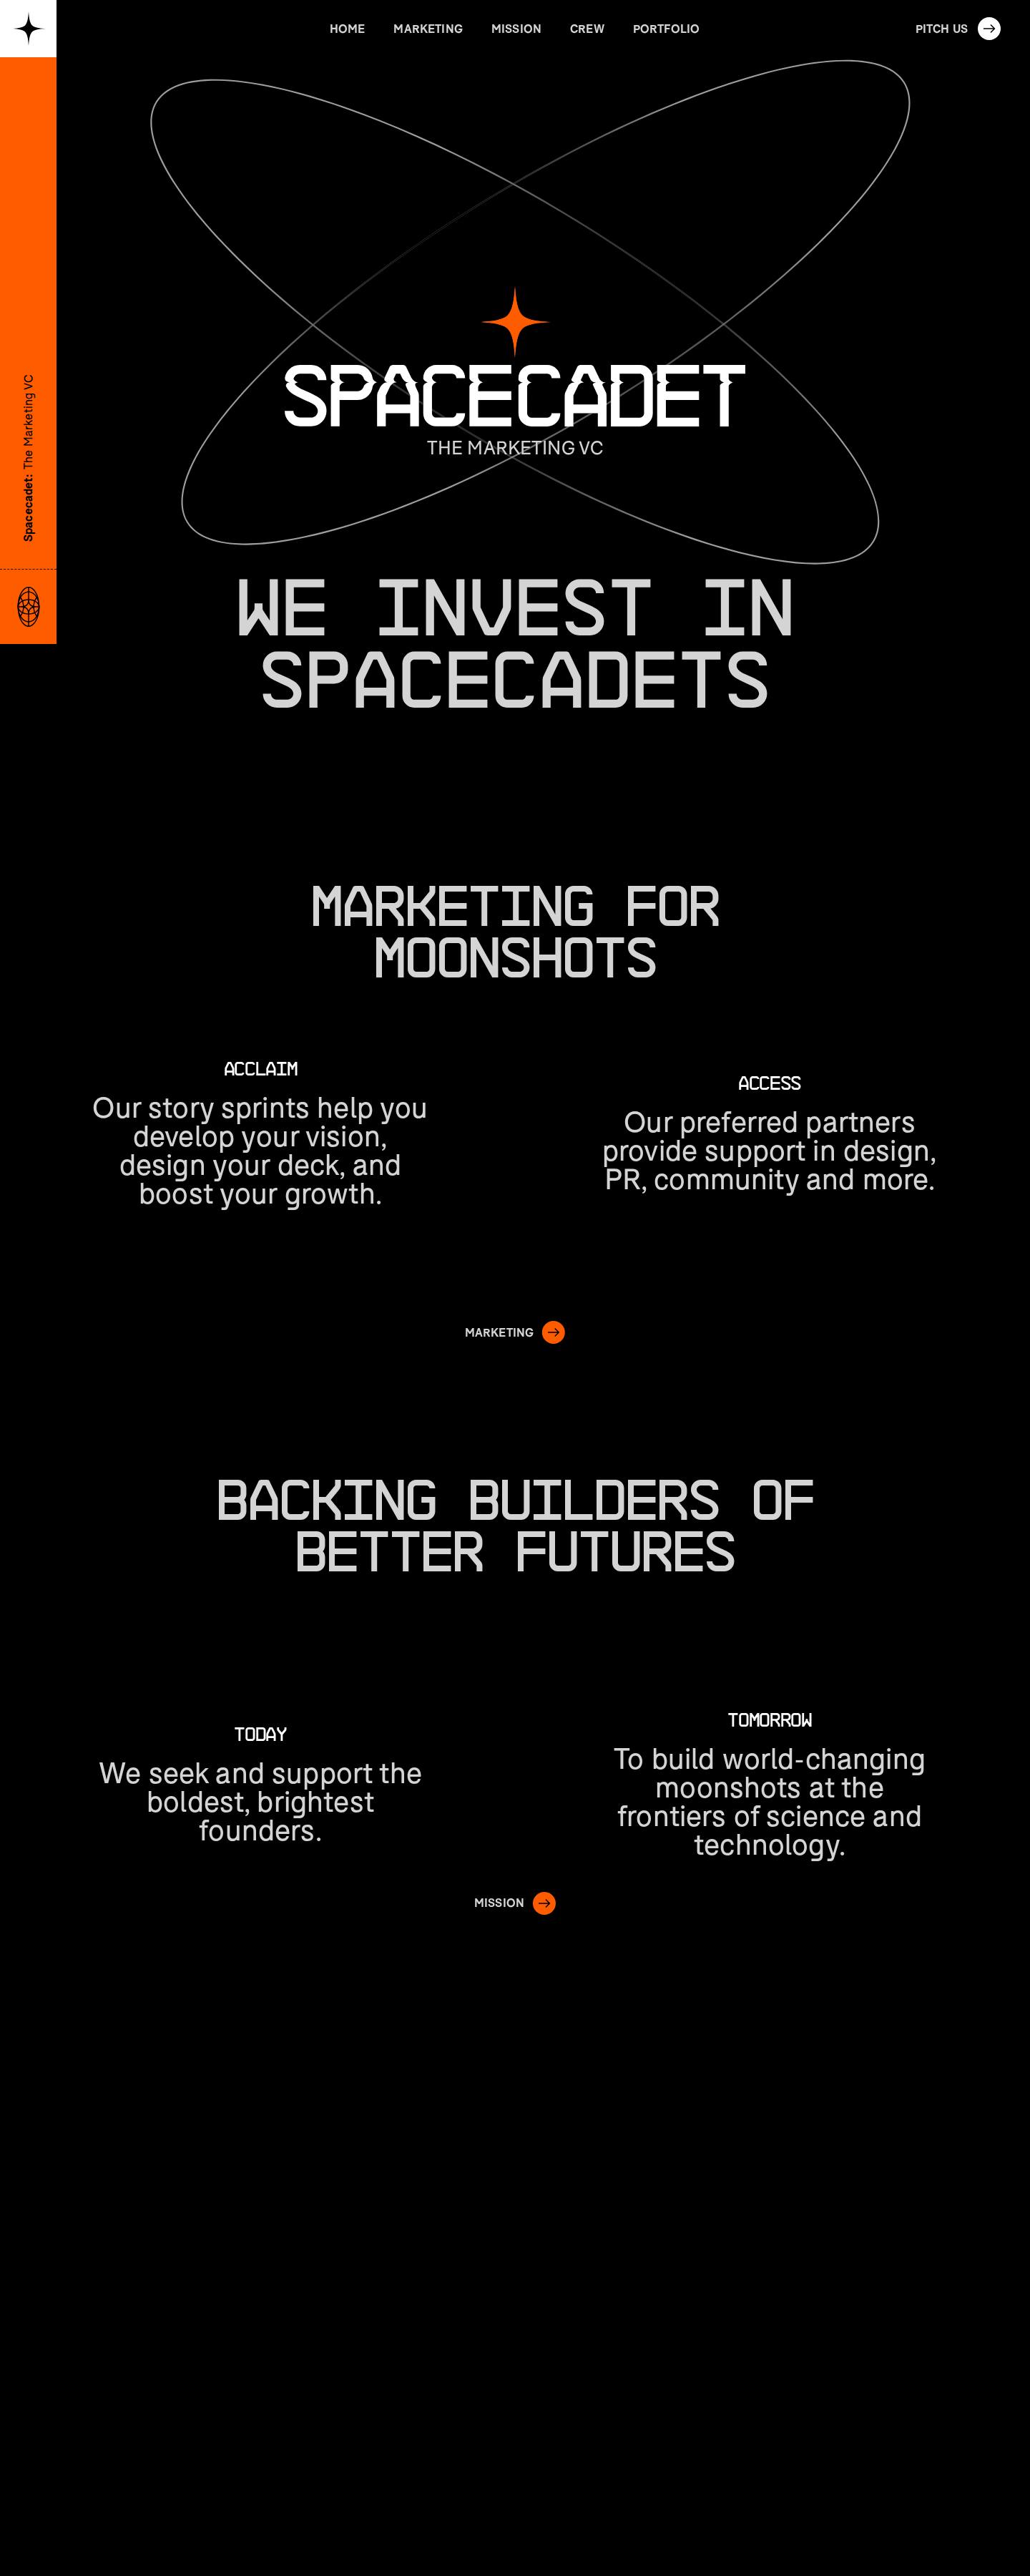 HOME MARKETING MISSION CREW PORTFOLIO PITCH US
Spacecadet: The Marketing VC
SPACECADET
THE MARKETING VC
WE INVEST IN
SPACECADETS
MARKETING FOR
MOONSHOTS
ACCLAIM
Our story sprints help you
develop your vision,
design your deck, and
boost your growth.
ACCESS
Our preferred partners
provide support in design,
PR, community and more.
MARKETING
BACKING BUILDERS OF
BETTER FUTURES
TODAY
We seek and support the
boldest, brightest
founders.
TOMORROW
To build world-changing
moonshots at the
frontiers of science and
technology.
MISSION